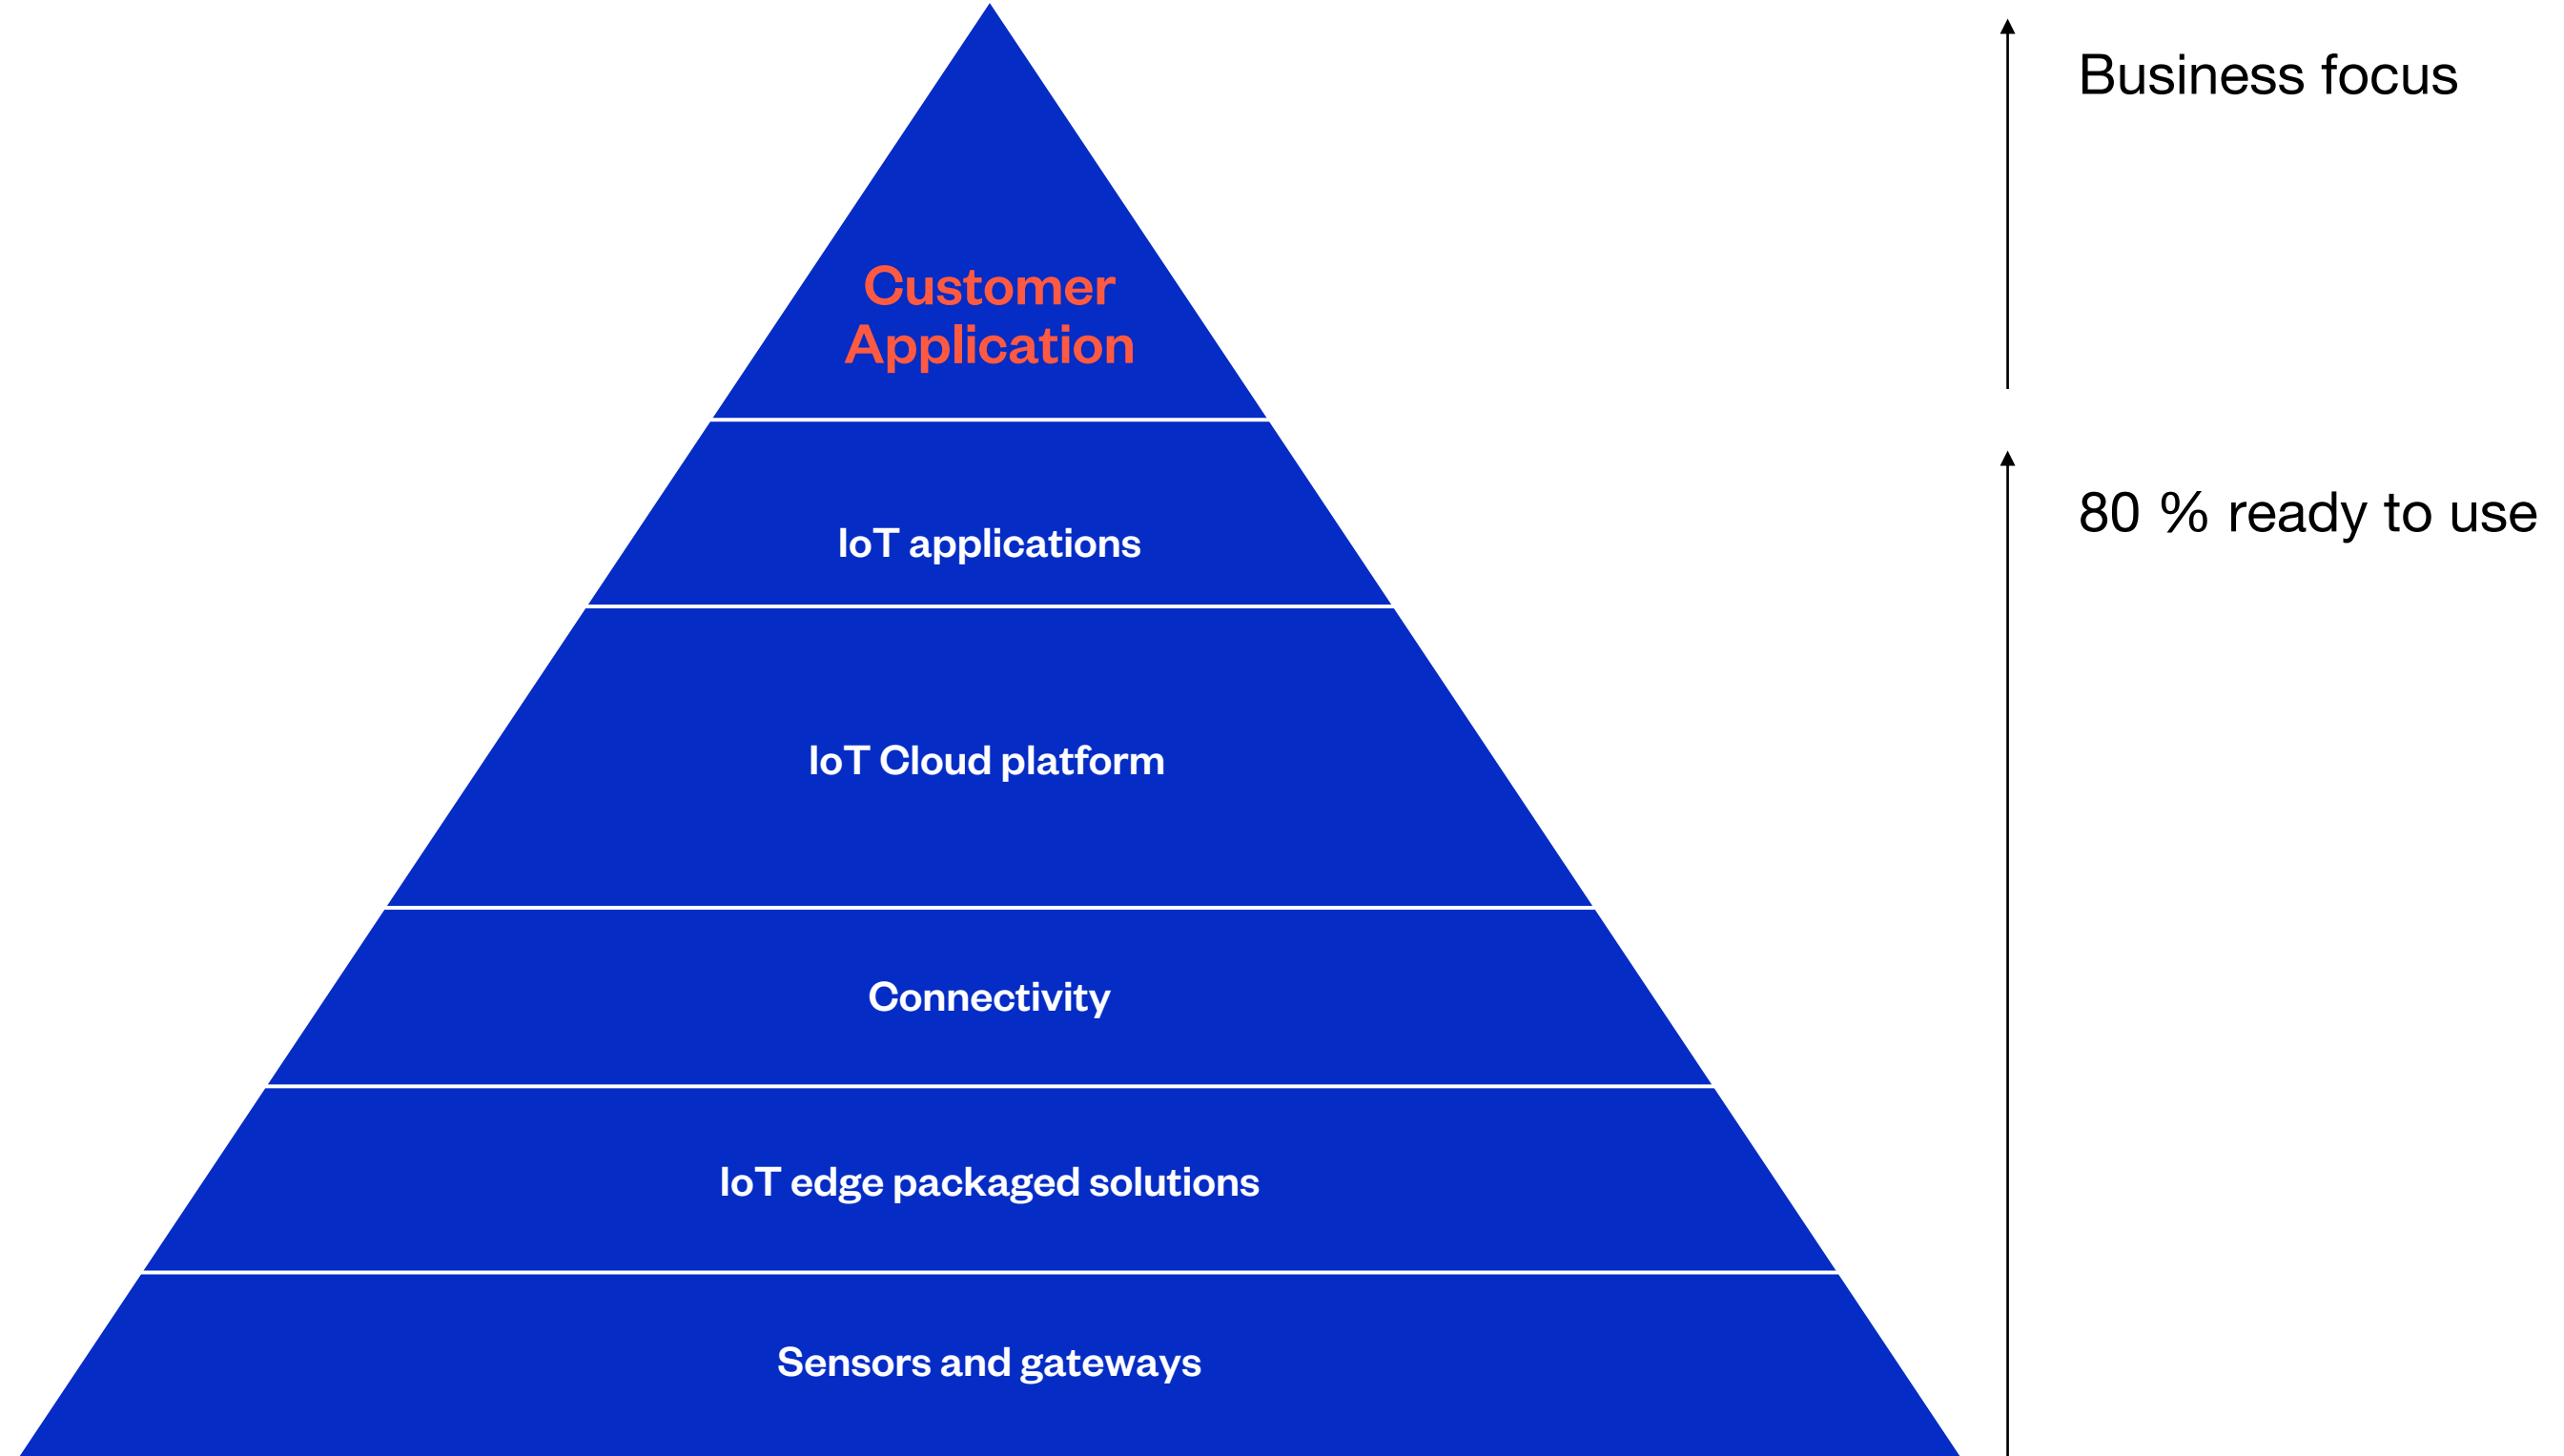 Business focus
Customer
Application
80 % ready to use
IoT applications
IoT Cloud platform
Connectivity
IoT edge packaged solutions
Sensors and gateways